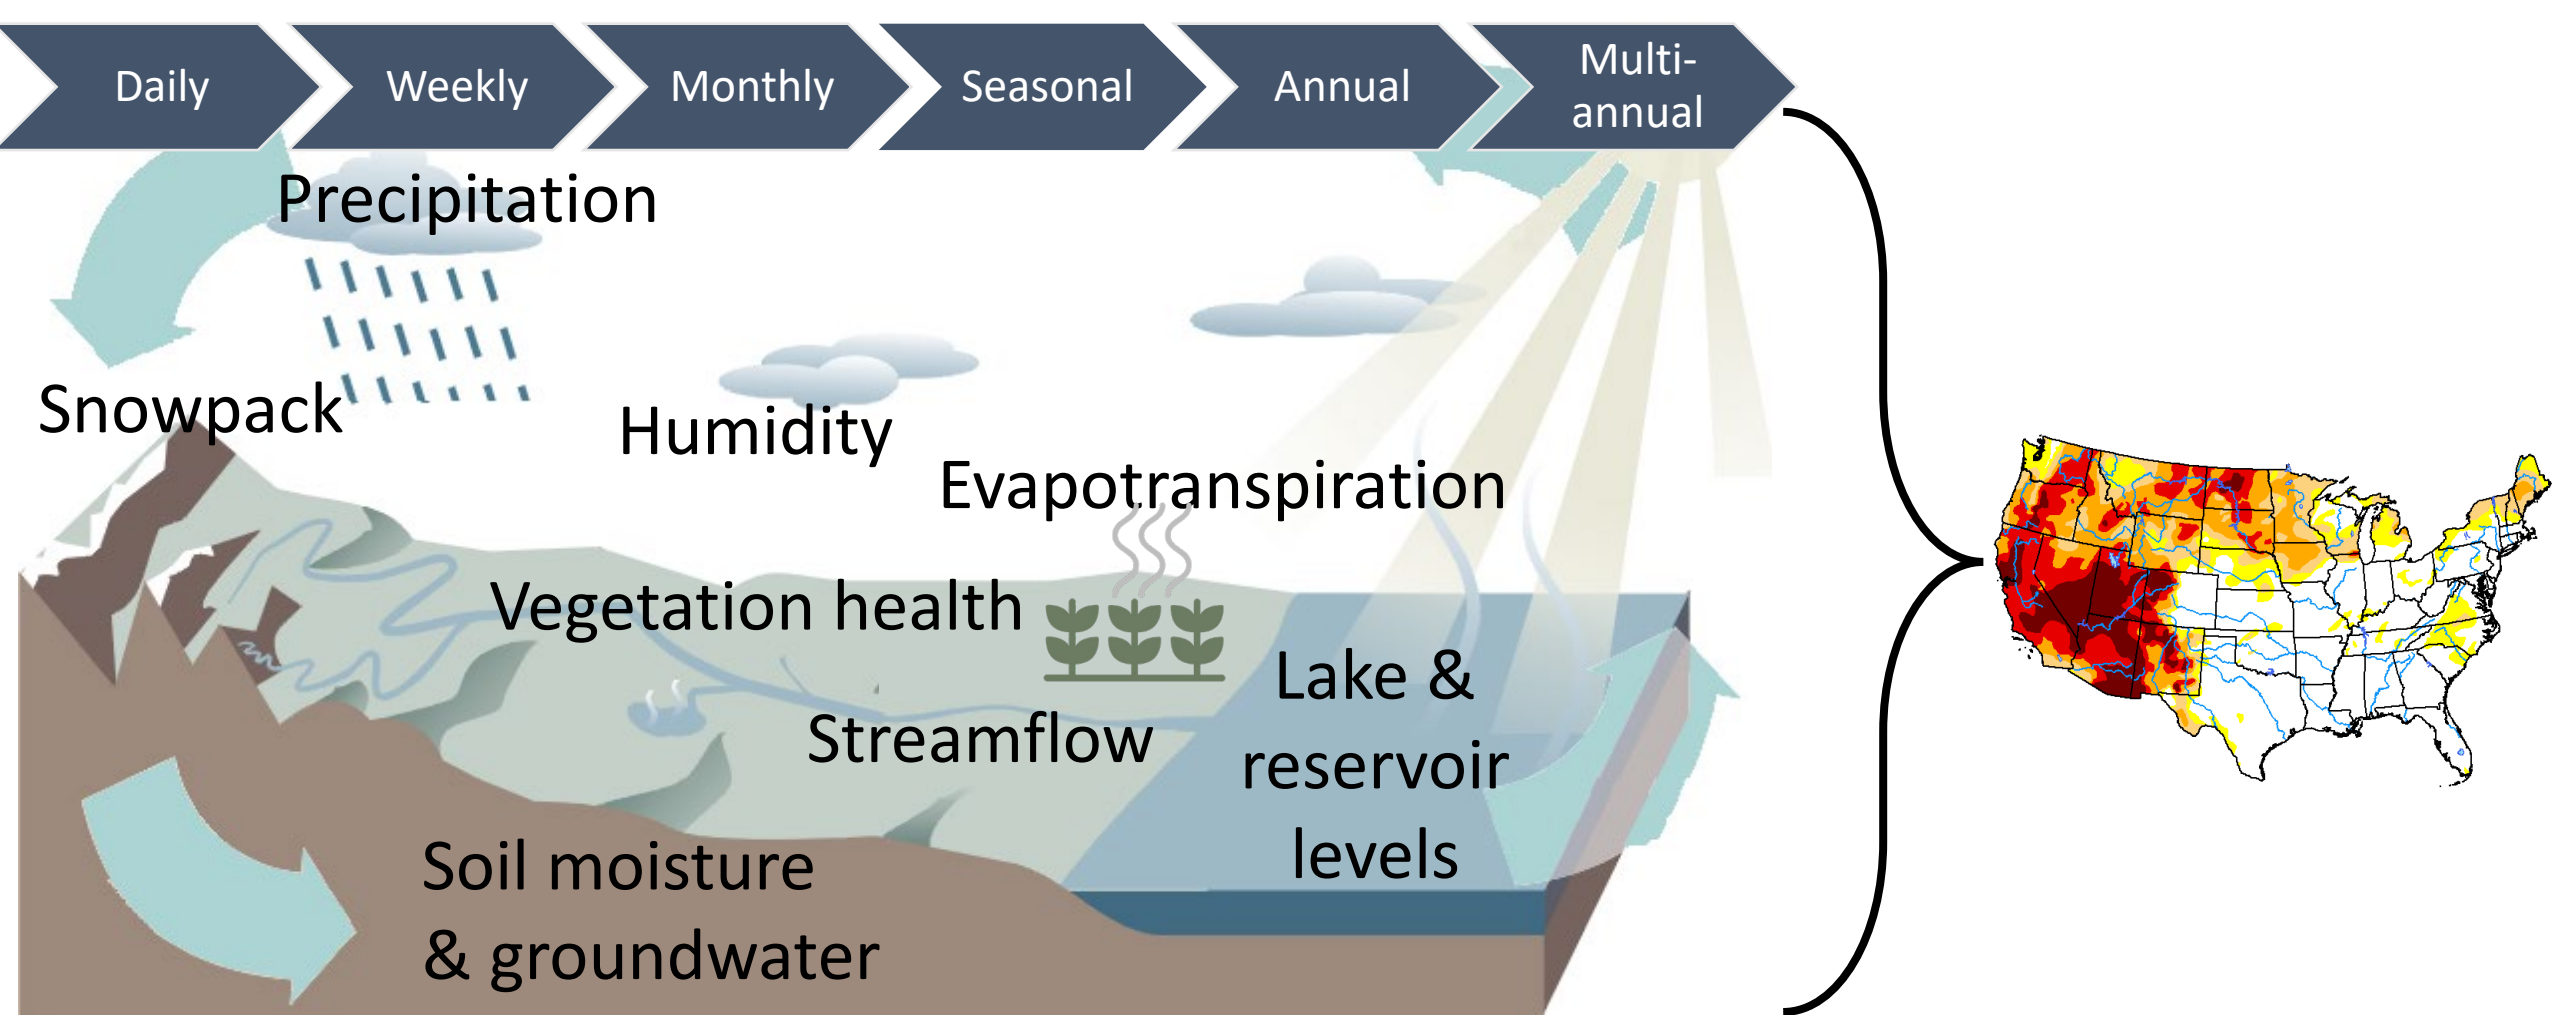 Daily
Weekly
Monthly
Seasonal
Annual
Multi-
annual
Precipitation
Snowpack
Humidity
Evapotranspiration
Vegetation health
Streamflow
Lake &
reservoir
levels
Soil moisture
& groundwater